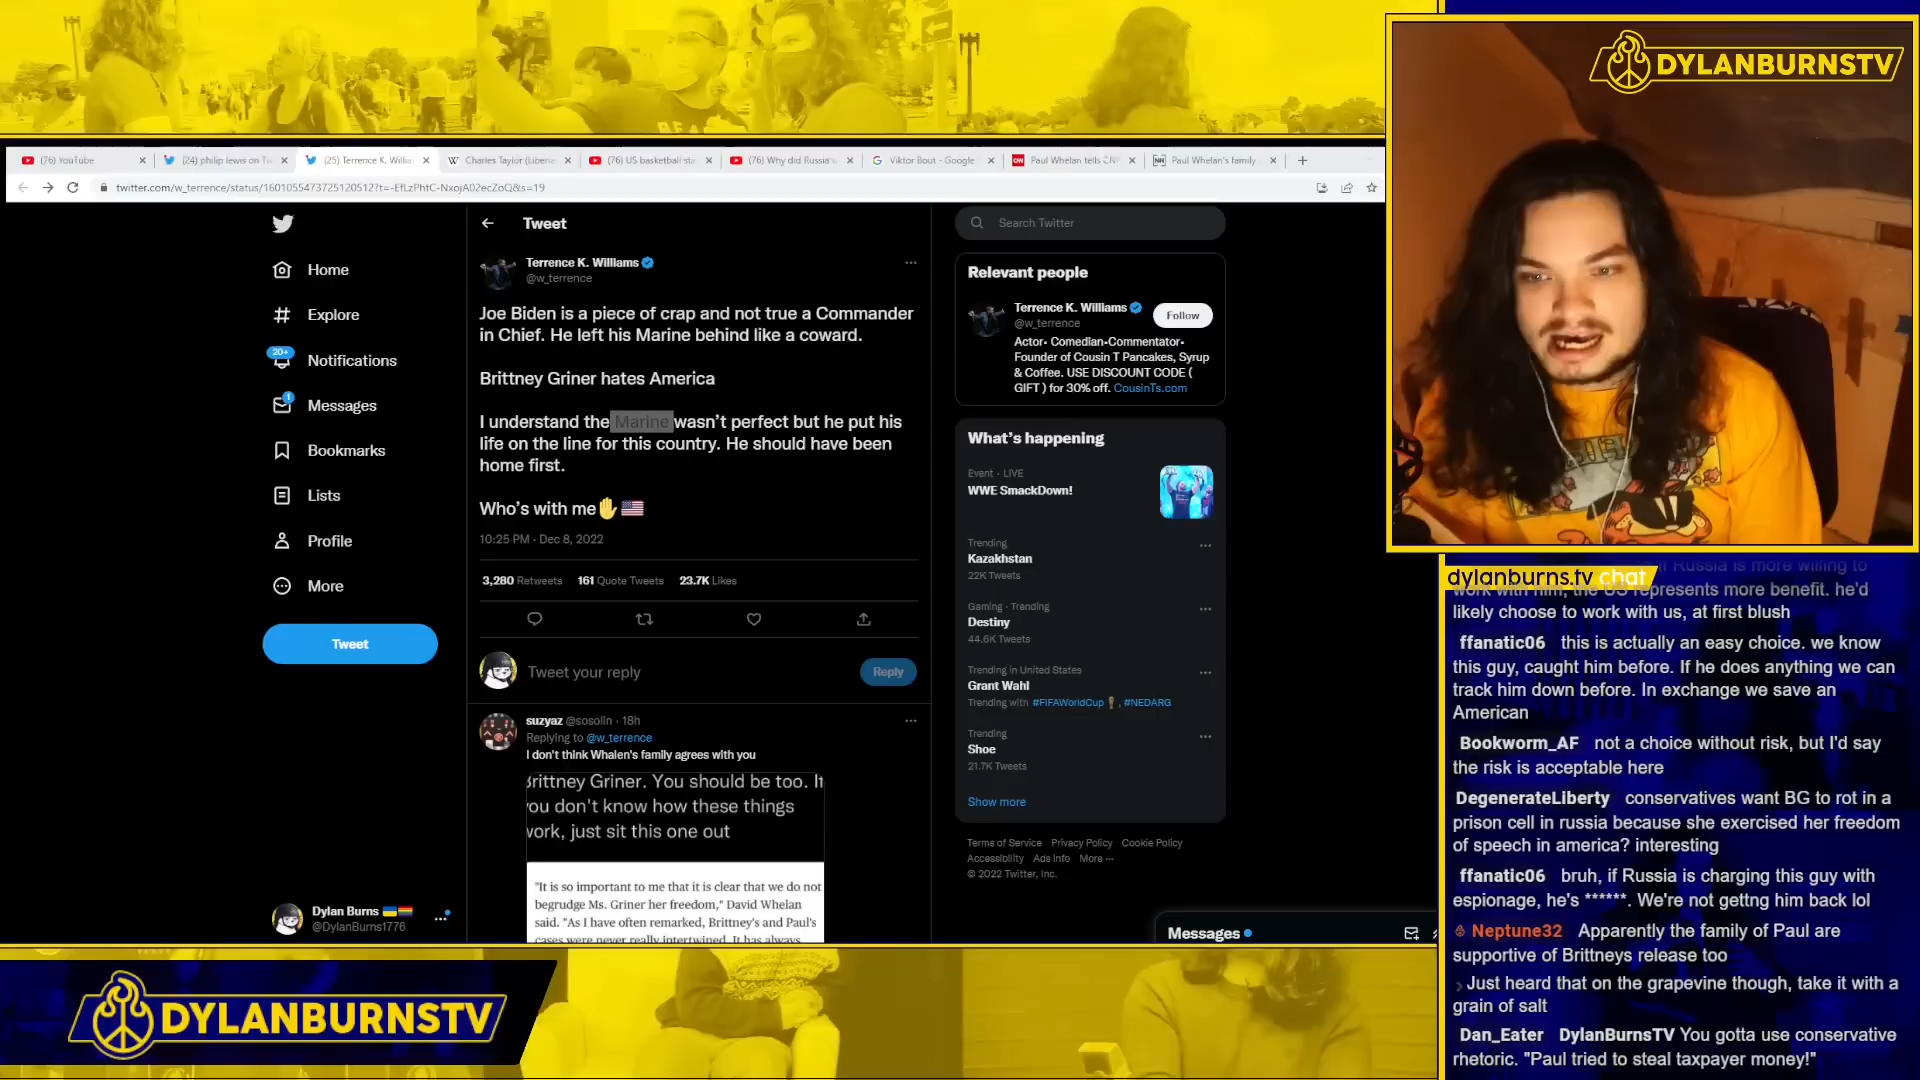 DYLANBURNSTV
(76) YouTube
(24) philip lewis on Tw
(25) Terrence K. Willia
Charles Taylor (Liberia
(76) US basketball sta
(76) Why did Russia
Viktor Bout - Google
Paul Whelan tells CN
Paul Whelan's family
twitter.com/w_terrence/status/1601055473725120512?t=-EfLzPhtC-NxojA02ecZoQ&s=19
Tweet
Search Twitter
Home
Explore
20+
Notifications
1
Messages
Bookmarks
Lists
Profile
More
Tweet
Dylan Burns
@DylanBurns1776
Terrence K. Williams
@w_terrence
Joe Biden is a piece of crap and not true a Commander
in Chief. He left his Marine behind like a coward.
Brittney Griner hates America
I understand the Marine wasn't perfect but he put his
life on the line for this country. He should have been
home first.
Who's with me
10:25 PM · Dec 8, 2022
3,280 Retweets 161 Quote Tweets 23.7K Likes
Tweet your reply
Reply
suzyaz @sosolin · 18h
Replying to @w_terrence
I don't think Whalen's family agrees with you
Brittney Griner. You should be too. If
you don't know how these things
work, just sit this one out
"It is so important to me that it is clear that we do not
begrudge Ms. Griner her freedom," David Whelan
said. "As I have often remarked, Brittney's and Paul's
cases were never really intertwined. It has always
Relevant people
Terrence K. Williams
@w_terrence
Follow
Actor• Comedian•Commentator•
Founder of Cousin T Pancakes, Syrup
& Coffee. USE DISCOUNT CODE (
GIFT ) for 30% off. CousinTs.com
What's happening
Event · LIVE
WWE SmackDown!
Trending
Kazakhstan
22K Tweets
Gaming · Trending
Destiny
44.6K Tweets
Trending in United States
Grant Wahl
Trending with #FIFAWorldCup , #NEDARG
Trending
Shoe
21.7K Tweets
Show more
Terms of Service Privacy Policy Cookie Policy
Accessibility Ads info More ···
© 2022 Twitter, Inc.
Messages
dylanburns.tv chat
if Russia is more willing to
work with him, the US represents more benefit. he'd
likely choose to work with us, at first blush
ffanatic06 this is actually an easy choice. we know
this guy, caught him before. If he does anything we can
track him down before. In exchange we save an
American
Bookworm_AF not a choice without risk, but I'd say
the risk is acceptable here
DegenerateLiberty conservatives want BG to rot in a
prison cell in russia because she exercised her freedom
of speech in america? interesting
ffanatic06 bruh, if Russia is charging this guy with
espionage, he's ******. We're not gettng him back lol
Neptune32 Apparently the family of Paul are
supportive of Brittneys release too
Just heard that on the grapevine though, take it with a
grain of salt
Dan_Eater DylanBurnsTV You gotta use conservative
rhetoric. "Paul tried to steal taxpayer money!"
DYLANBURNSTV